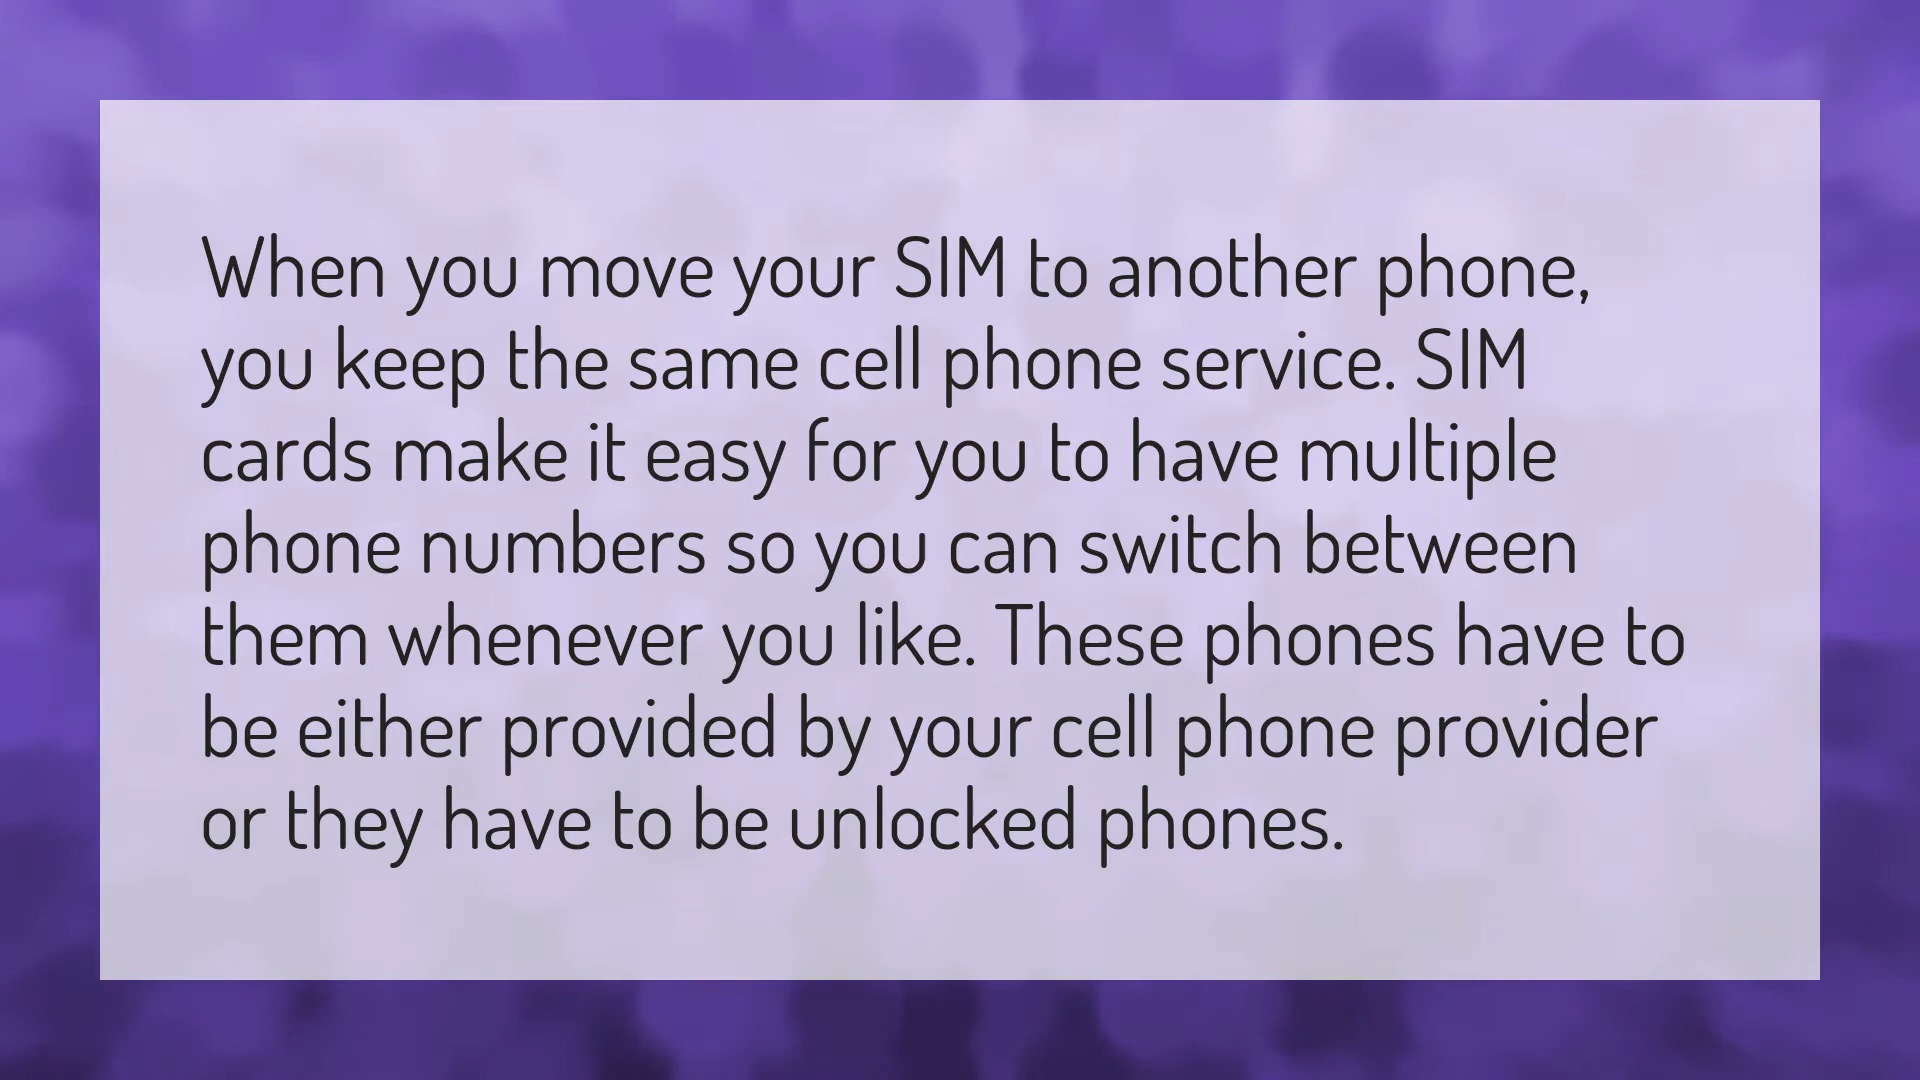 When you move your SIM to another phone,
you keep the same cell phone service. SIM
cards make it easy for you to have multiple
phone numbers so you can switch between
them whenever you like. These phones have to
be either provided by your cell phone provider
or they have to be unlocked phones.